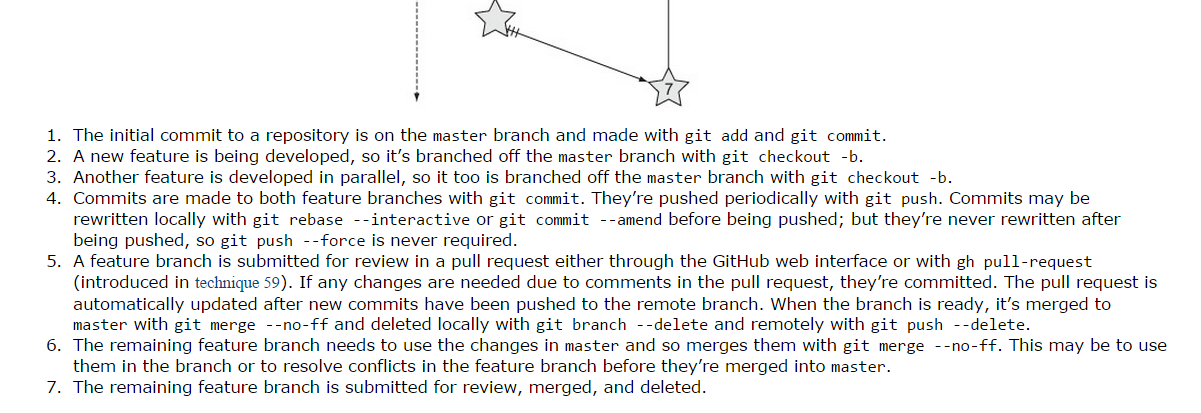 7
1. The initial commit to a repository is on the master branch and made with git add and git commit.
2. A new feature is being developed, so it’s branched off the master branch with git checkout -b.
3. Another feature is developed in parallel, so it too is branched off the master branch with git checkout -b.
4. Commits are made to both feature branches with git commit. They’re pushed periodically with git push. Commits may be
rewritten locally with git rebase --interactive or git commit --amend before being pushed; but they’re never rewritten after
being pushed, so git push --force is never required.
5. A feature branch is submitted for review in a pull request either through the GitHub web interface or with gh pull-request
(introduced in technique 59). If any changes are needed due to comments in the pull request, they’re committed. The pull request is
automatically updated after new commits have been pushed to the remote branch. When the branch is ready, it’s merged to
master with git merge --no-ff and deleted locally with git branch --delete and remotely with git push --delete.
6. The remaining feature branch needs to use the changes in master and so merges them with git merge --no-ff. This may be to use
them in the branch or to resolve conflicts in the feature branch before they’re merged into master.
7. The remaining feature branch is submitted for review, merged, and deleted.